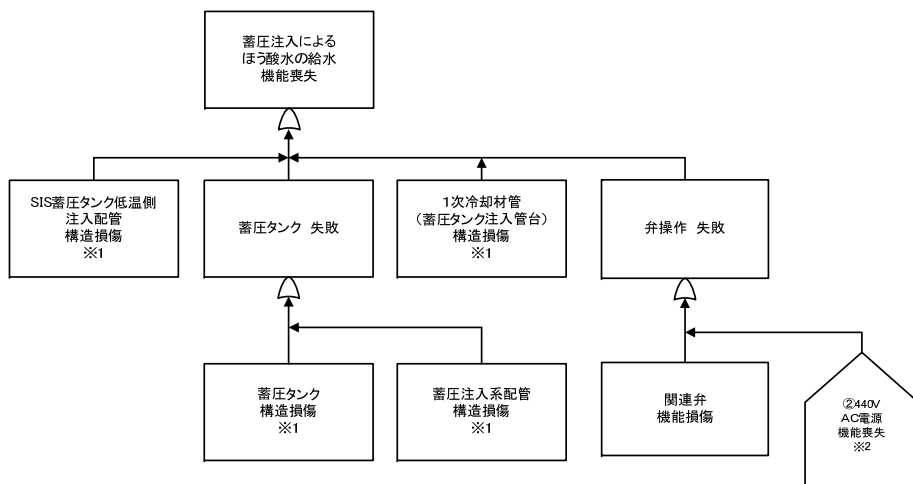 蓄圧注入による
ほう酸水の給水
機能喪失
SIS蓄圧タンク低温側
注入配管
構造損傷
※1
蓄圧タンク 失敗
1次冷却材管
（蓄圧タンク注入管台）
構造損傷
※1
弁操作 失敗
蓄圧タンク
構造損傷
※1
蓄圧注入系配管
構造損傷
※1
関連弁
機能損傷
②440V
AC電源
機能喪失
※2